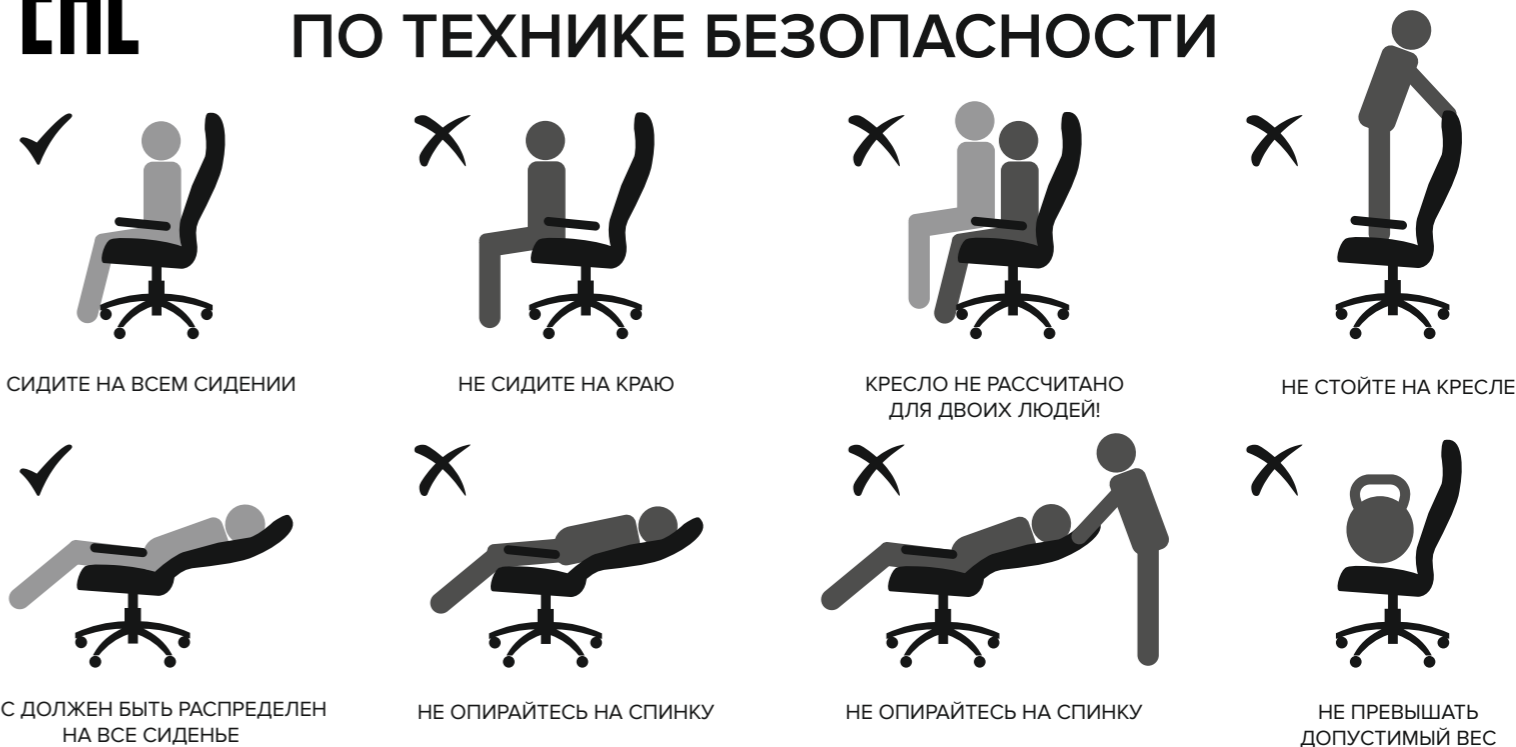 ПО ТЕХНИКЕ БЕЗОПАСНОСТИ
СИДИТЕ НА ВСЕМ СИДЕНИИ
НЕ СИДИТЕ НА КРАЮ
КРЕСЛО НЕ РАССЧИТАНО
ДЛЯ ДВОИХ ЛЮДЕЙ!
НЕ СТОЙТЕ НА КРЕСЛЕ
С ДОЛЖЕН БЫТЬ РАСПРЕДЕЛЕН
НА ВСЕ СИДЕНЬЕ
НЕ ОПИРАЙТЕСЬ НА СПИНКУ
НЕ ОПИРАЙТЕСЬ НА СПИНКУ
НЕ ПРЕВЫШАТЬ
ДОПУСТИМЫЙ ВЕС